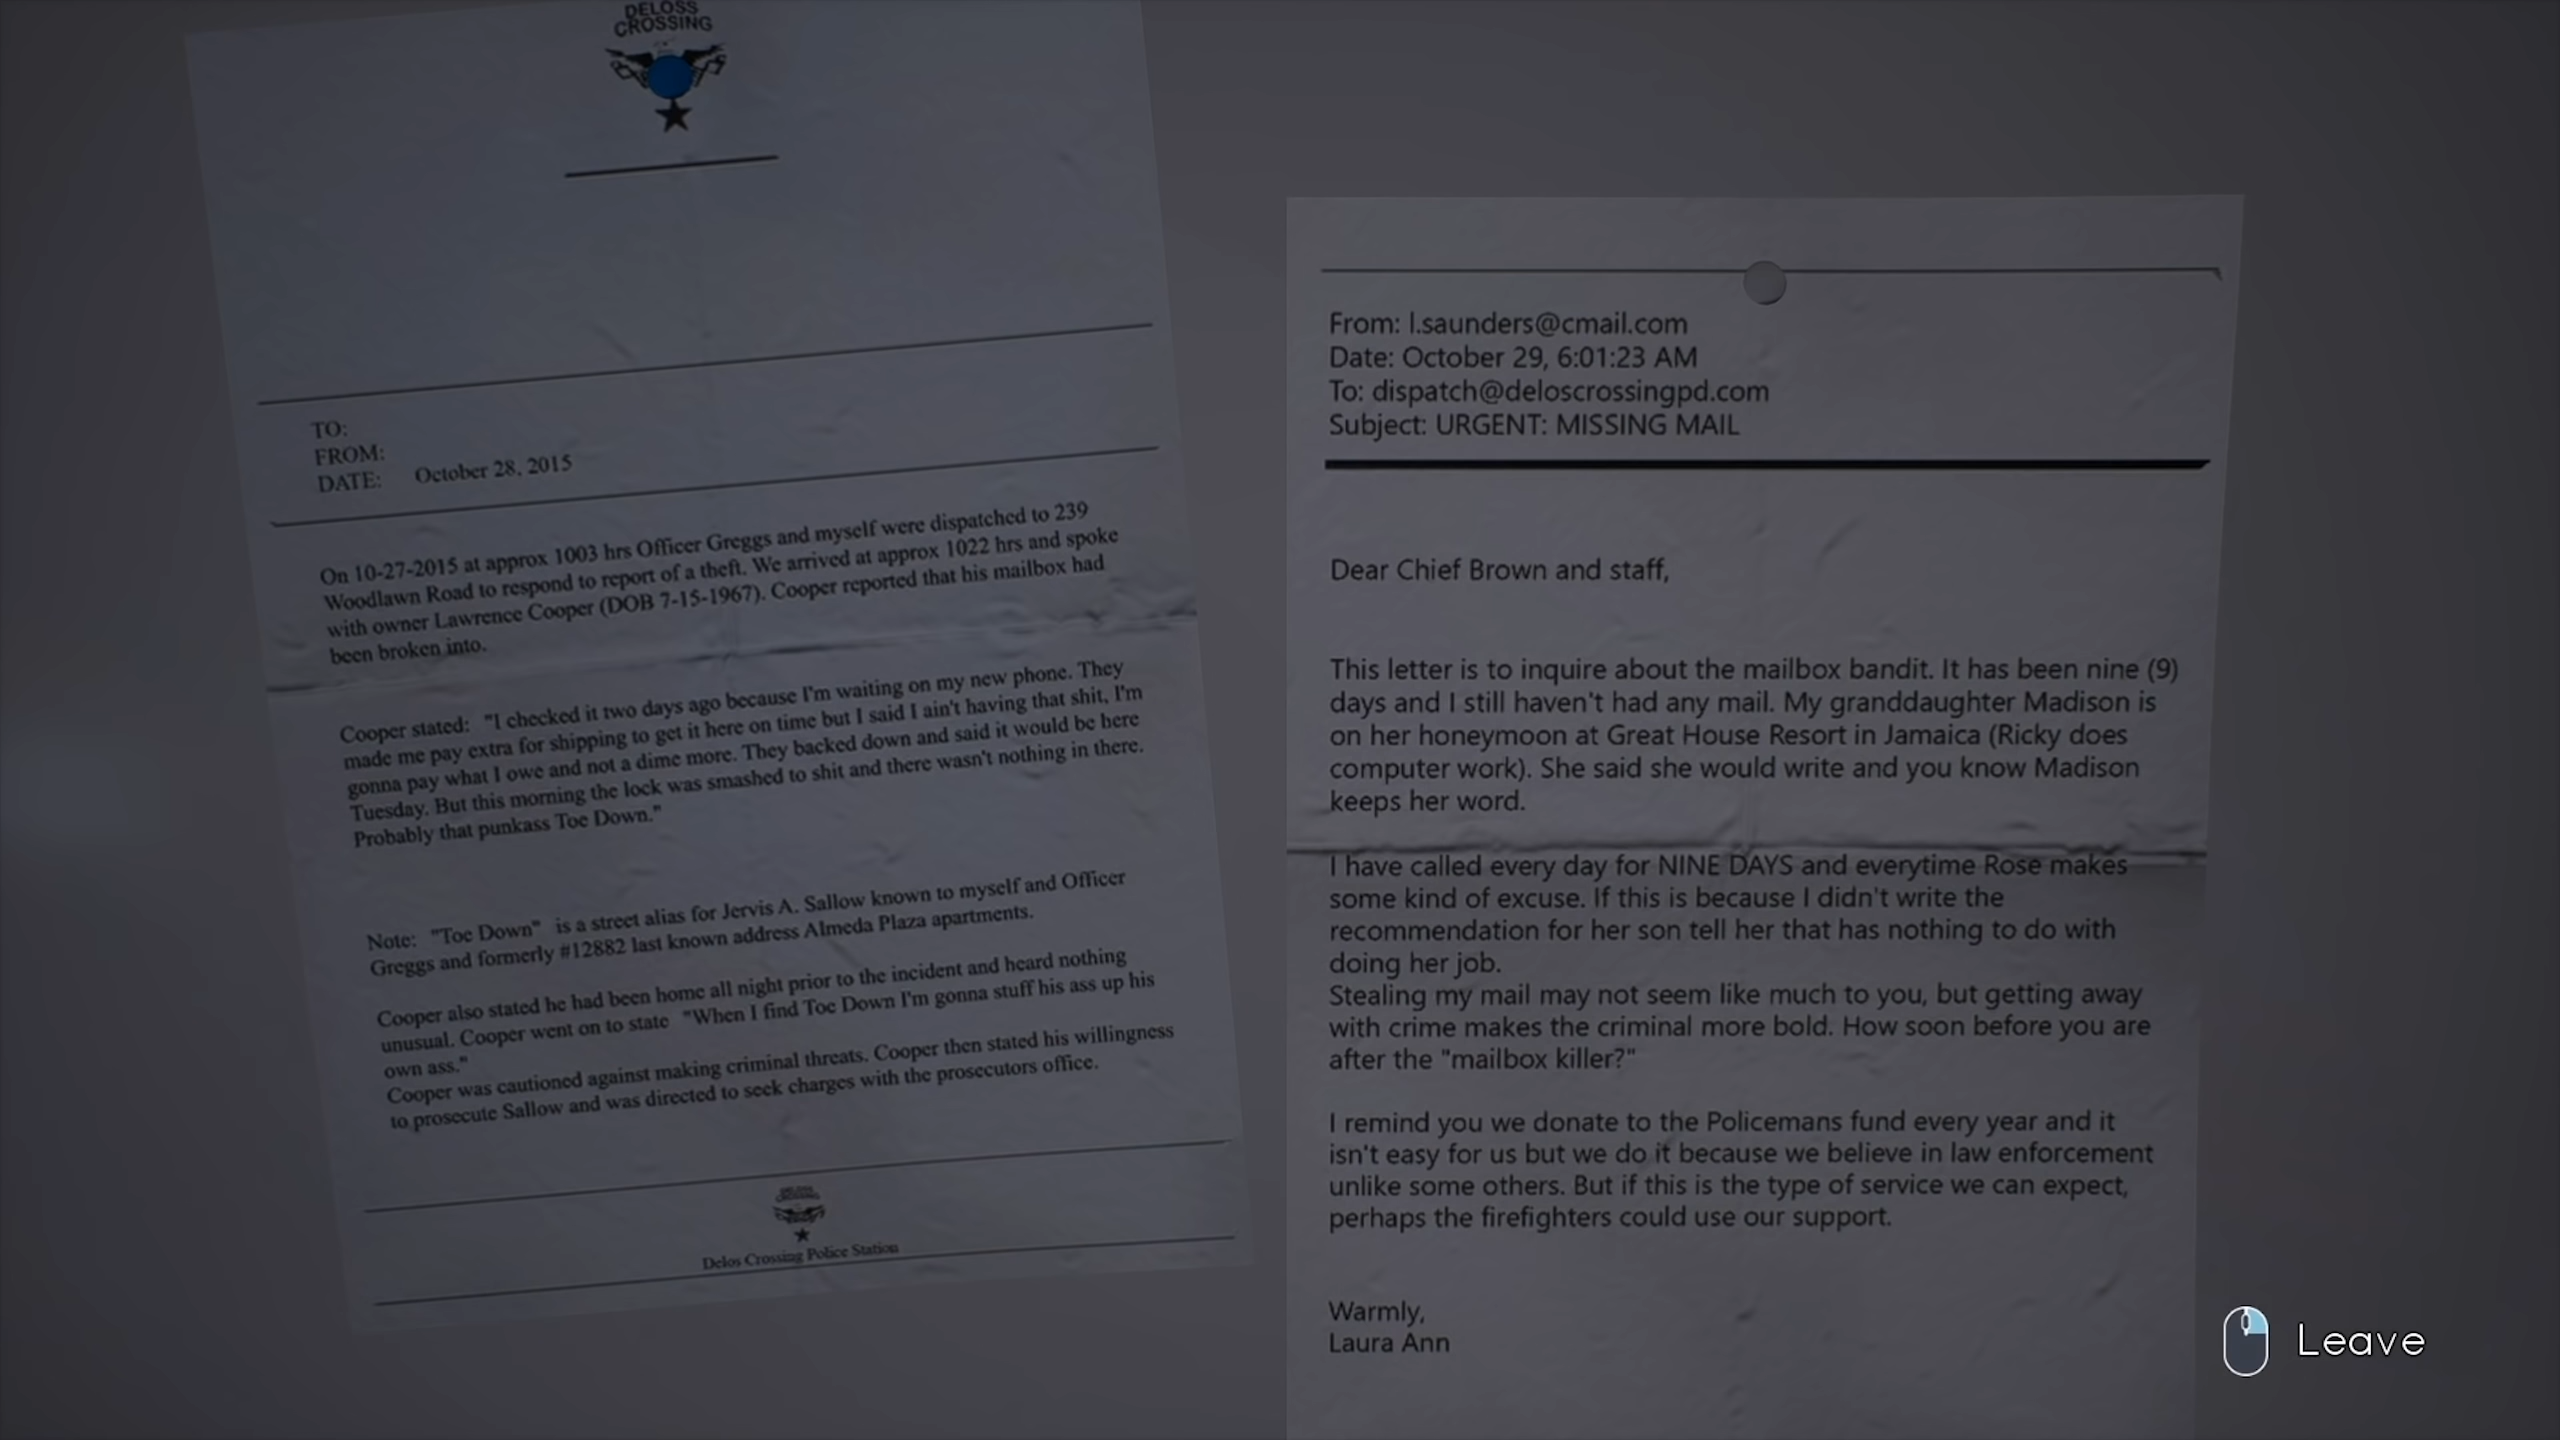 DELOSS
CROSSING
TO:
FROM:
DATE: October 28, 2015
On 10-27-2015 at approx 1003 hrs Officer Greggs and myself were dispatched to 239
Woodlawn Road to respond to report of a theft. We arrived at approx 1022 hrs and spoke
with owner Lawrence Cooper (DOB 7-15-1967). Cooper reported that his mailbox had
been broken into.
Cooper stated: "I checked it two days ago because I'm waiting on my new phone. They
made me pay extra for shipping to get it here on time but I said I ain't having that shit, I'm
gonna pay what I owe and not a dime more. They backed down and said it would be here
Tuesday. But this morning the lock was smashed to shit and there wasn't nothing in there.
Probably that punkass Toe Down."
Note: "Toe Down" is a street alias for Jervis A. Sallow known to myself and Officer
Greggs and formerly #12882 last known address Almeda Plaza apartments.
Cooper also stated he had been home all night prior to the incident and heard nothing
unusual. Cooper went on to state "When I find Toe Down I'm gonna stuff his ass up his
own ass."
Cooper was cautioned against making criminal threats. Cooper then stated his willingness
to prosecute Sallow and was directed to seek charges with the prosecutors office.
DELOSS
CROSSING
Delos Crossing Police Station
From: l.saunders@cmail.com
Date: October 29, 6:01:23 AM
To: dispatch@deloscrossingpd.com
Subject: URGENT: MISSING MAIL
Dear Chief Brown and staff,
This letter is to inquire about the mailbox bandit. It has been nine (9)
days and I still haven't had any mail. My granddaughter Madison is
on her honeymoon at Great House Resort in Jamaica (Ricky does
computer work). She said she would write and you know Madison
keeps her word.
I have called every day for NINE DAYS and everytime Rose makes
some kind of excuse. If this is because I didn't write the
recommendation for her son tell her that has nothing to do with
doing her job.
Stealing my mail may not seem like much to you, but getting away
with crime makes the criminal more bold. How soon before you are
after the "mailbox killer?"
I remind you we donate to the Policemans fund every year and it
isn't easy for us but we do it because we believe in law enforcement
unlike some others. But if this is the type of service we can expect,
perhaps the firefighters could use our support.
Warmly,
Laura Ann
Leave